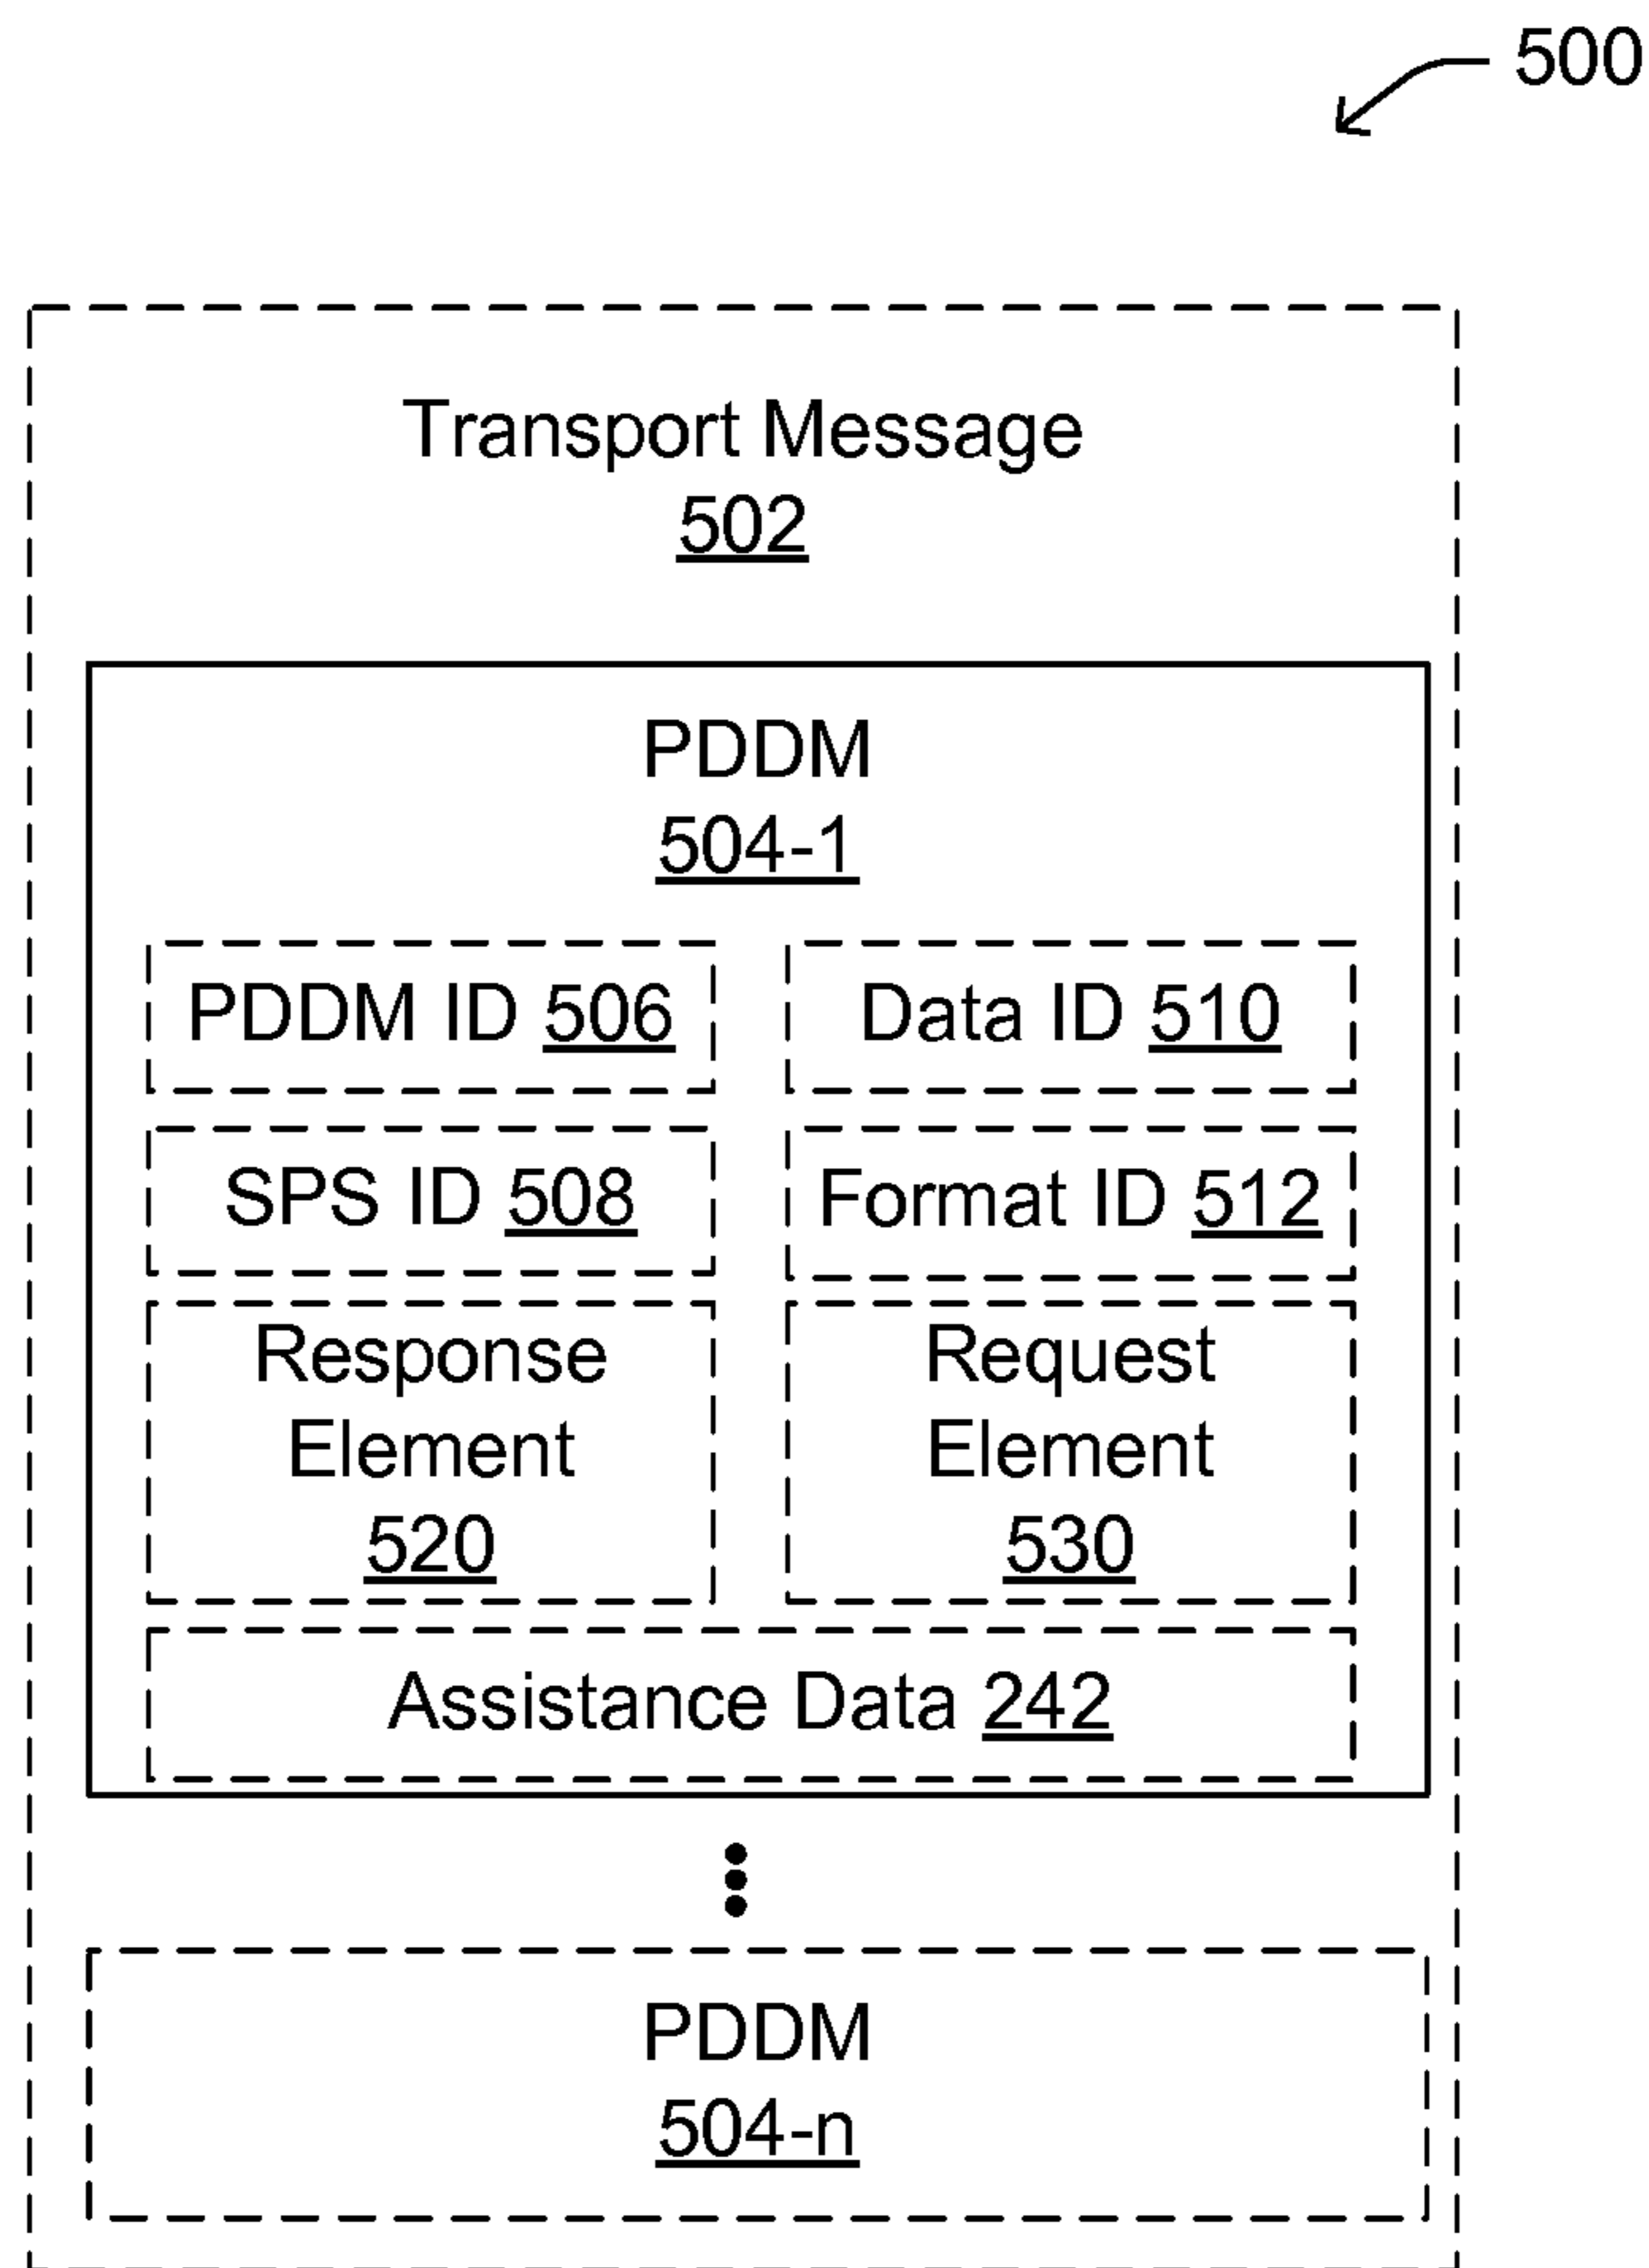 500
Transport Message
502
PDDM
504-1
PDDM ID 506
Data ID 510
SPS ID 508
Format ID 512
Response
Element
520
Request
Element
530
Assistance Data 242
PDDM
504-n